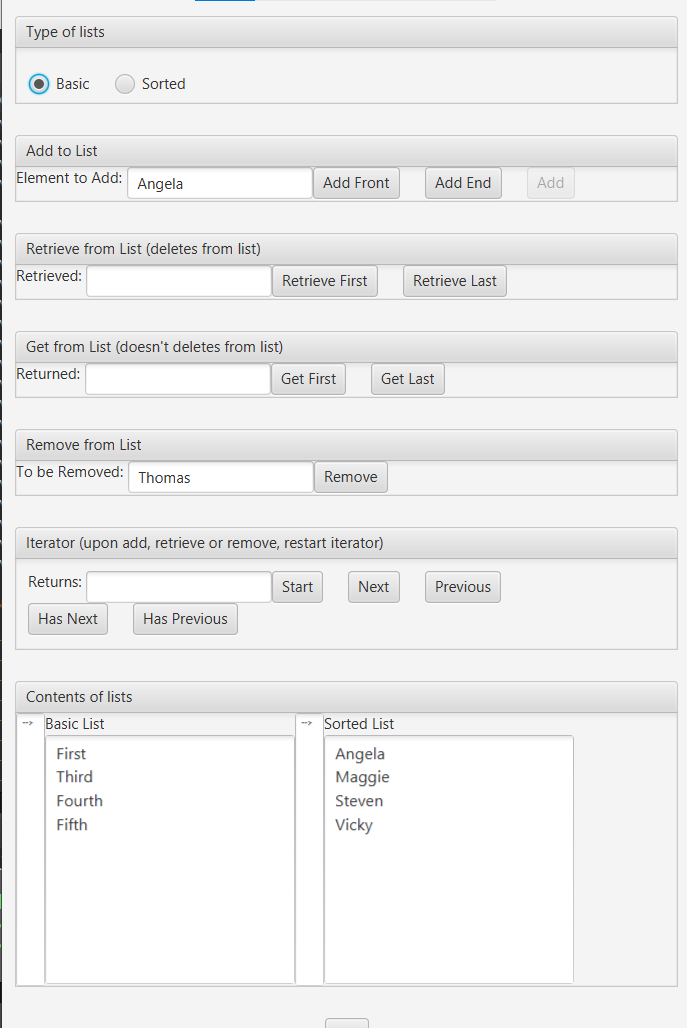 Type of lists
Basic Sorted
Add to List
Element to Add: Angela Add Front Add End Add
Retrieve from List (deletes from list)
Retrieved: Retrieve First Retrieve Last
Get from List (doesn't deletes from list)
Returned: Get First Get Last
Remove from List
To be Removed: Thomas Remove
Iterator (upon add, retrieve or remove, restart iterator)
Returns: Start Next Previous
Has Next Has Previous
Contents of lists
--> Basic List --> Sorted List
First Angela
Third Maggie
Fourth Steven
Fifth Vicky